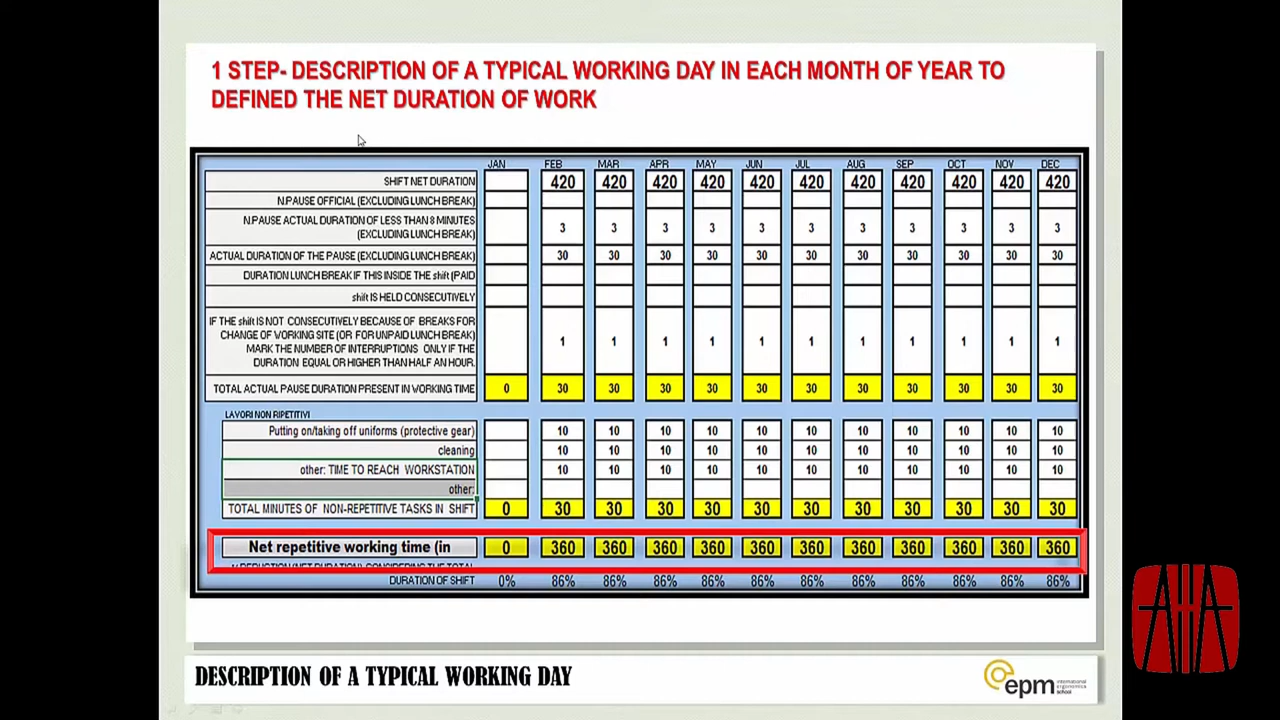 1 STEP- DESCRIPTION OF A TYPICAL WORKING DAY IN EACH MONTH OF YEAR TO
DEFINED THE NET DURATION OF WORK
JAN FEB MAR APR MAY JUN JUL AUG SEP OCT NOV DEC
SHIFT NET DURATION 420 420 420 420 420 420 420 420 420 420 420
N.PAUSE OFFICIAL (EXCLUDING LUNCH BREAK)
N.PAUSE ACTUAL DURATION OF LESS THAN 8 MINUTES
(EXCLUDING LUNCH BREAK) 3 3 3 3 3 3 3 3 3 3 3
ACTUAL DURATION OF THE PAUSE (EXCLUDING LUNCH BREAK) 30 30 30 30 30 30 30 30 30 30 30
DURATION LUNCH BREAK IF THIS INSIDE THE shift (PAID
shift IS HELD CONSECUTIVELY
IF THE shift IS NOT CONSECUTIVELY BECAUSE OF BREAKS FOR
CHANGE OF WORKING SITE (OR FOR UNPAID LUNCH BREAK)
MARK THE NUMBER OF INTERRUPTIONS ONLY IF THE
DURATION EQUAL OR HIGHER THAN HALF AN HOUR. 1 1 1 1 1 1 1 1 1 1 1
TOTAL ACTUAL PAUSE DURATION PRESENT IN WORKING TIME 0 30 30 30 30 30 30 30 30 30 30 30
LAVORI NON RIPETITIVI
Putting on/taking off uniforms (protective gear) 10 10 10 10 10 10 10 10 10 10 10
cleaning 10 10 10 10 10 10 10 10 10 10 10
other: TIME TO REACH WORKSTATION 10 10 10 10 10 10 10 10 10 10 10
other:
TOTAL MINUTES OF NON-REPETITIVE TASKS IN SHIFT 0 30 30 30 30 30 30 30 30 30 30 30
Net repetitive working time (in 0 360 360 360 360 360 360 360 360 360 360 360
% REDUCTION (NET DURATION) CONSIDERING THE TOTAL
DURATION OF SHIFT 0% 86% 86% 86% 86% 86% 86% 86% 86% 86% 86% 86%
DESCRIPTION OF A TYPICAL WORKING DAY
epm international ergonomics school
AHA